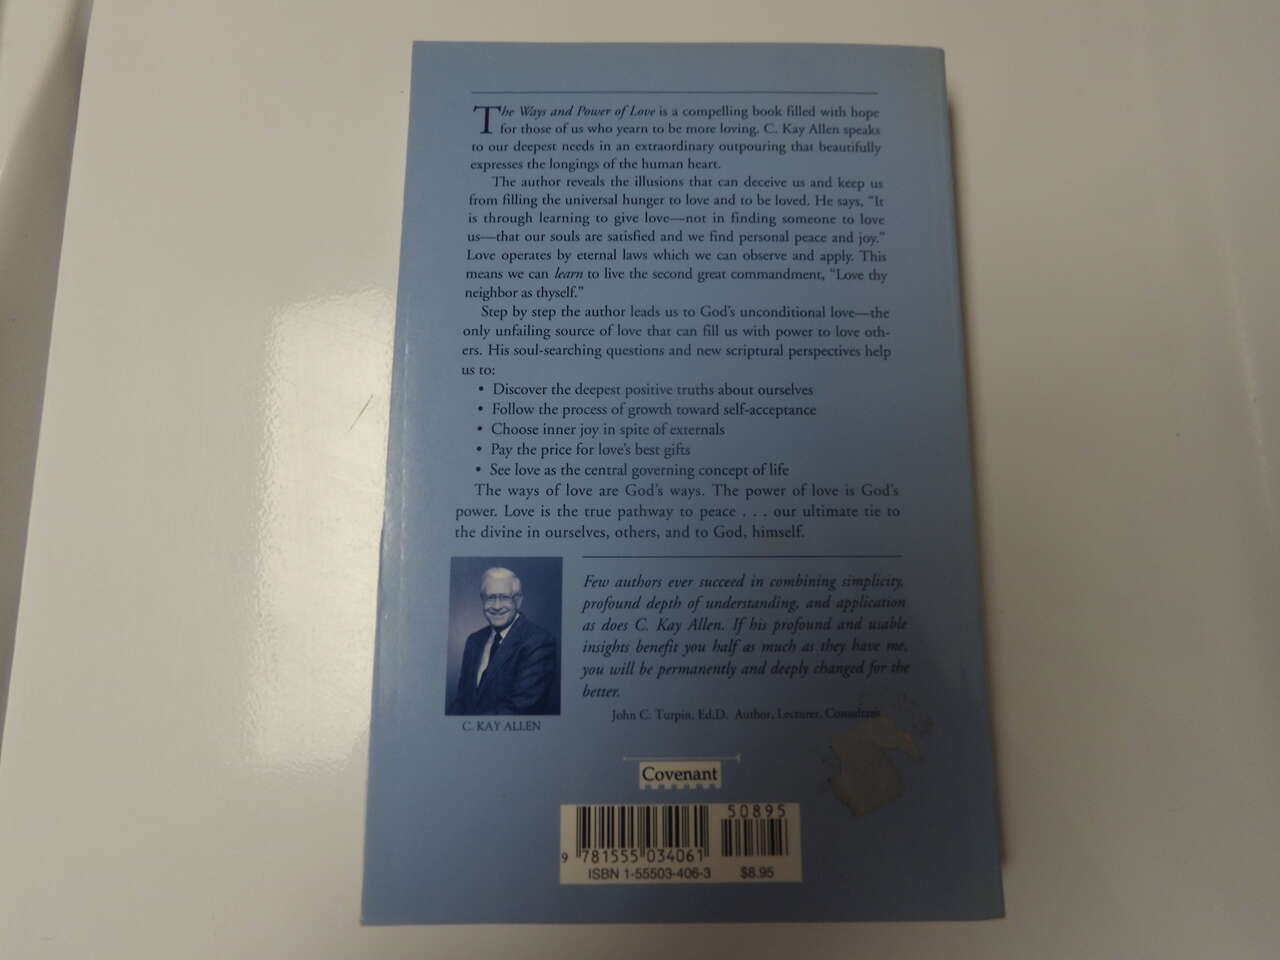 The Ways and Power of Love is a compelling book filled with hope
for those of us who yearn to be more loving. C. Kay Allen speaks
to our deepest needs in an extraordinary outpouring that beautifully
expresses the longings of the human heart.
The author reveals the illusions that can deceive us and keep us
from filling the universal hunger to love and to be loved. He says, “It
is through learning to give love—not in finding someone to love
us—that our souls are satisfied and we find personal peace and joy.”
Love operates by eternal laws which we can observe and apply. This
means we can learn to live the second great commandment, “Love thy
neighbor as thyself.”
Step by step the author leads us to God’s unconditional love—the
only unfailing source of love that can fill us with power to love oth-
ers. His soul-searching questions and new scriptural perspectives help
us to:
• Discover the deepest positive truths about ourselves
• Follow the process of growth toward self-acceptance
• Choose inner joy in spite of externals
• Pay the price for love’s best gifts
• See love as the central governing concept of life
The ways of love are God’s ways. The power of love is God’s
power. Love is the true pathway to peace . . . our ultimate tie to
the divine in ourselves, others, and to God, himself.
Few authors ever succeed in combining simplicity,
profound depth of understanding, and application
as does C. Kay Allen. If his profound and usable
insights benefit you half as much as they have me,
you will be permanently and deeply changed for the
better.
John C. Turpin, Ed.D. Author, Lecturer, Consultant
C. KAY ALLEN
Covenant
50895
9 781555 034061
ISBN 1-55503-406-3 $8.95